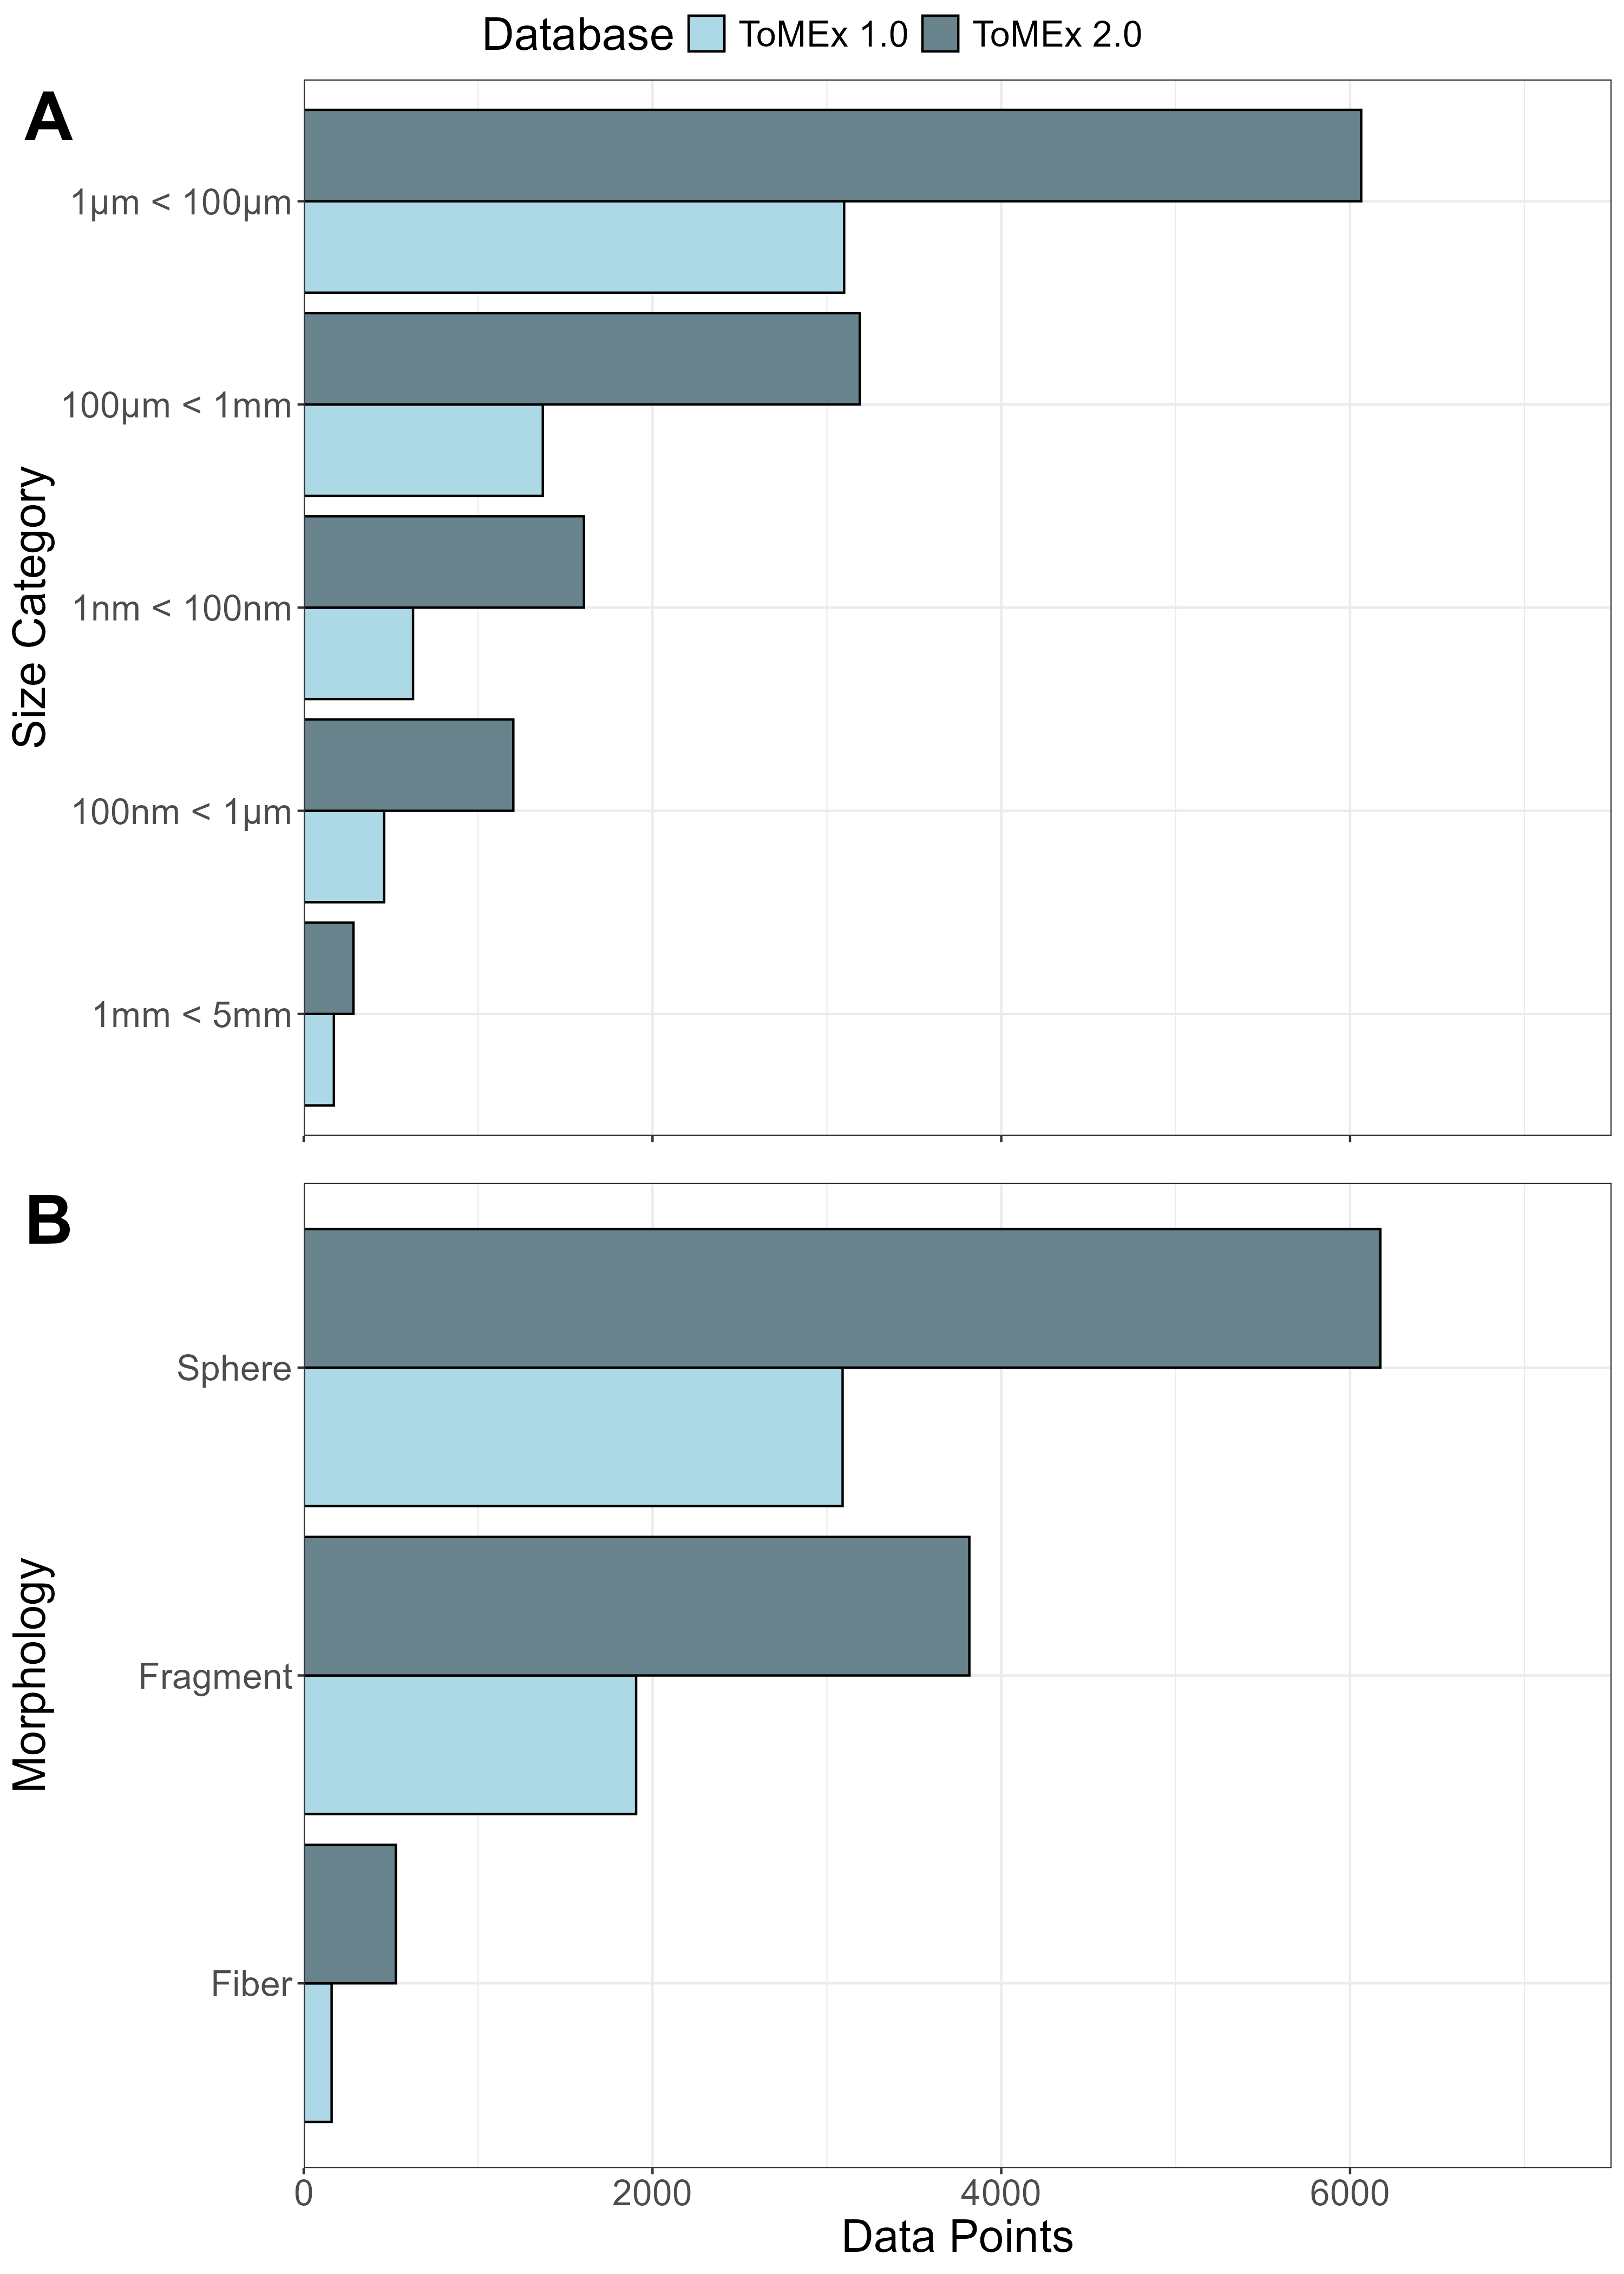 Database ToMEx 1.0 ToMEx 2.0
A
Size Category
1µm < 100µm
100µm < 1mm
1nm < 100nm
100nm < 1µm
1mm < 5mm
B
Morphology
Sphere
Fragment
Fiber
0 2000 4000 6000
Data Points